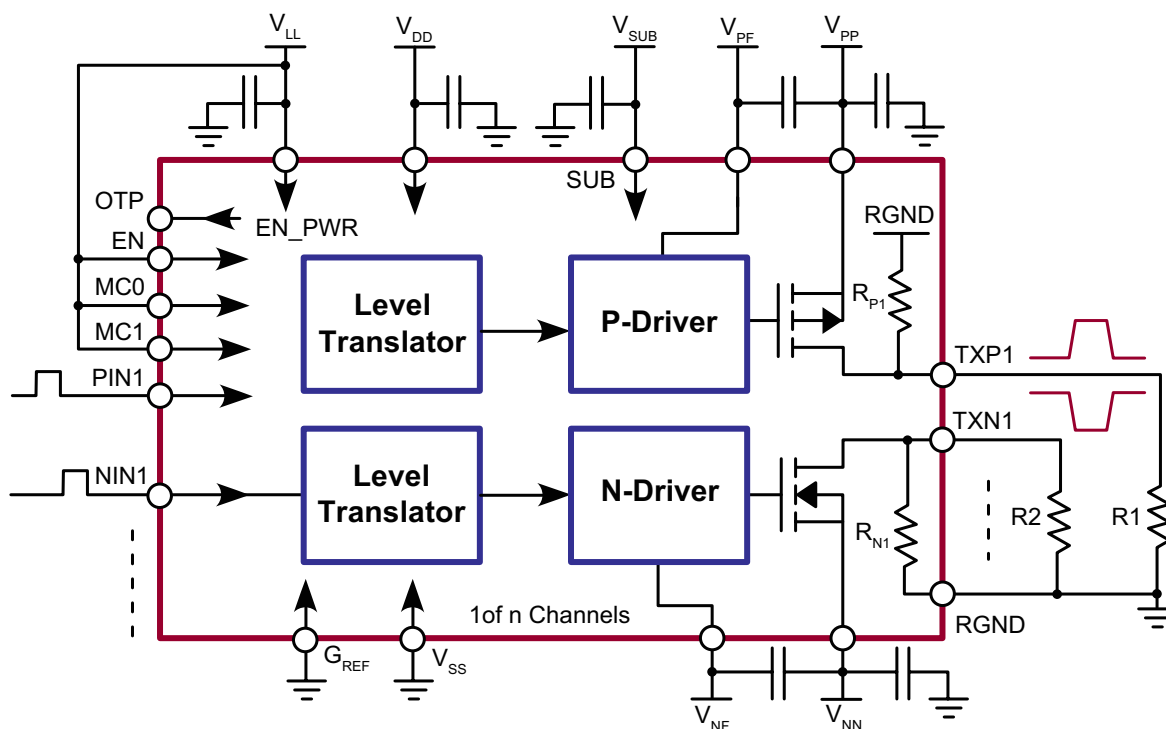 VLL
VDD
VSUB
VPF
VPP
SUB
OTP
EN_PWR
RGND
EN
MC0
MC1
PIN1
Level
Translator
P-Driver
RP1
TXP1
TXN1
NIN1
Level
Translator
N-Driver
RN1
R2
R1
1of n Channels
RGND
GREF
VSS
VNF
VNN